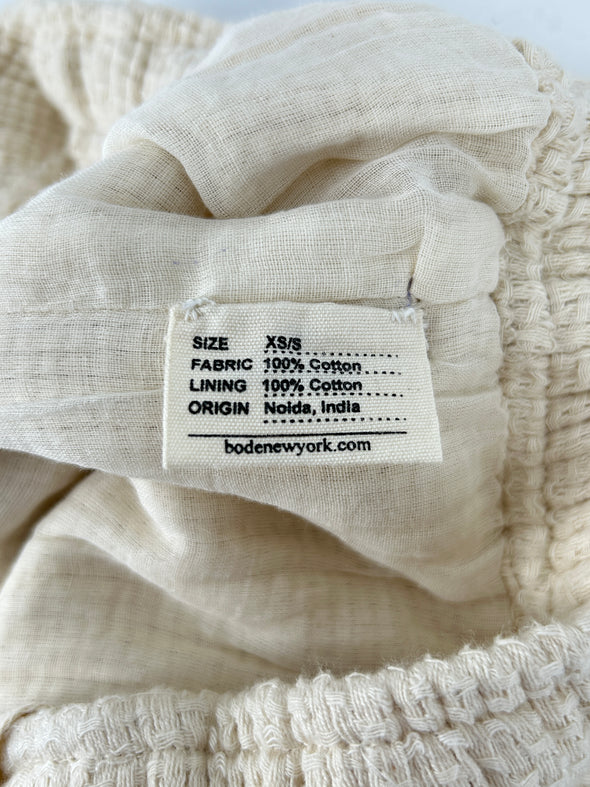 SIZE XS/S
FABRIC 100% Cotton
LINING 100% Cotton
ORIGIN Noida, India
bodenewyork.com